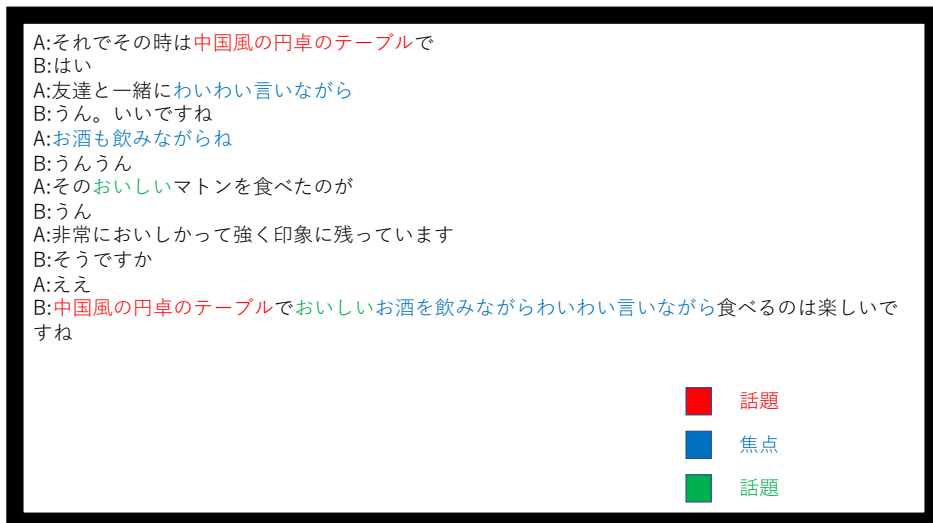 A:それでその時は中国風の円卓のテーブルで
B:はい
A:友達と一緒にわいわい言いながら
B:うん。いいですね
A:お酒も飲みながらね
B:うんうん
A:そのおいしいマトンを食べたのが
B:うん
A:非常においしかって強く印象に残っています
B:そうですか
A:ええ
B:中国風の円卓のテーブルでおいしいお酒を飲みながらわいわい言いながら食べるのは楽しいで
すね
話題
焦点
話題